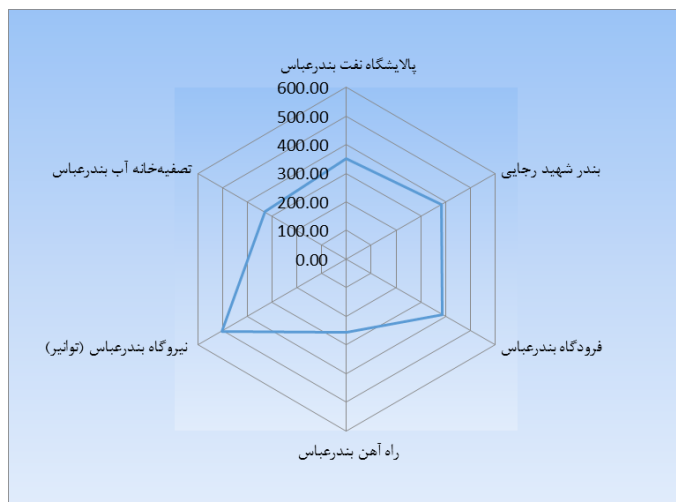 پالایشگاه نفت بندرعباس
600.00
500.00
400.00
300.00
200.00
100.00
0.00
بندر شهید رجایی
فرودگاه بندرعباس
راه آهن بندرعباس
نیروگاه بندرعباس (توانیر)
تصفیه‌خانه آب بندرعباس